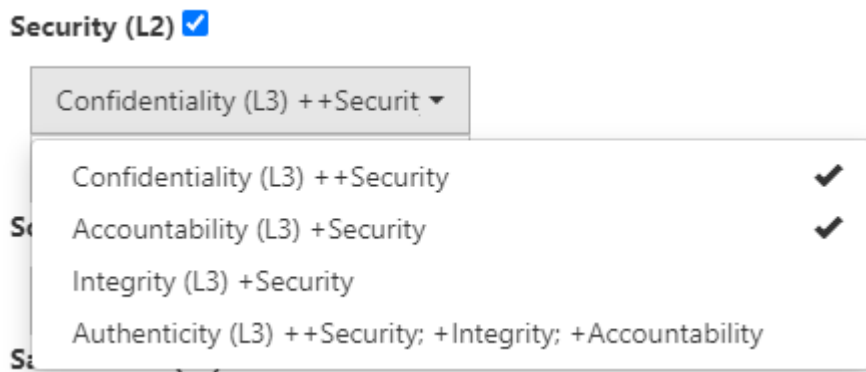 Security (L2)
Confidentiality (L3) ++Securit
Confidentiality (L3) ++Security
Accountability (L3) +Security
Integrity (L3) +Security
Authenticity (L3) ++Security; +Integrity; +Accountability